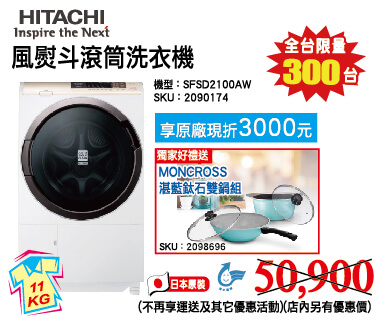 HITACHI
Inspire the Next
風熨斗滾筒洗衣機
全台限量
300台
機型：SFSD2100AW
SKU：2090174
享原廠現折3000元
獨家好禮送
MONCROSS
湛藍鈦石雙鍋組
SKU：2098696
11
KG
日本原裝
50,900
(不再享運送及其它優惠活動)(店內另有優惠價)